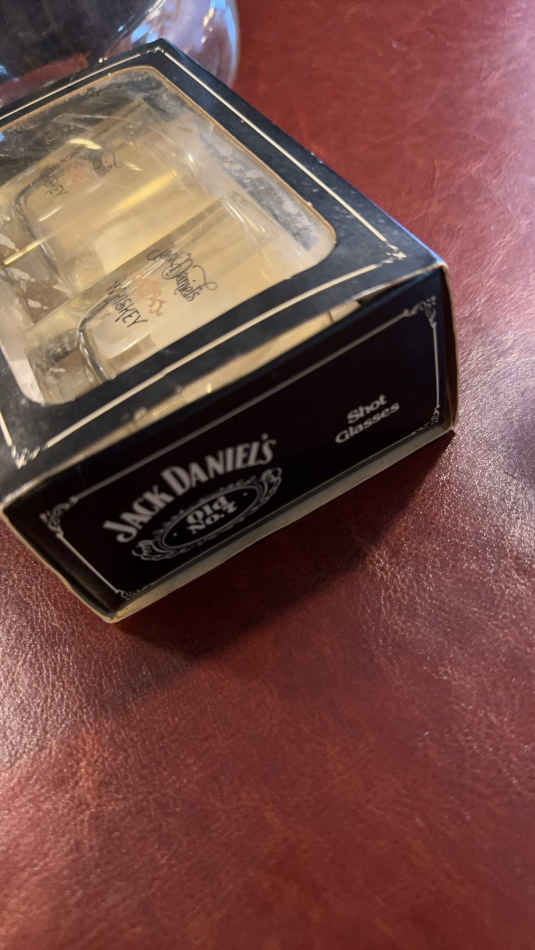 Jack Daniel's
WHISKEY
JACK DANIEL'S
Old
No. 7
Shot
Glasses